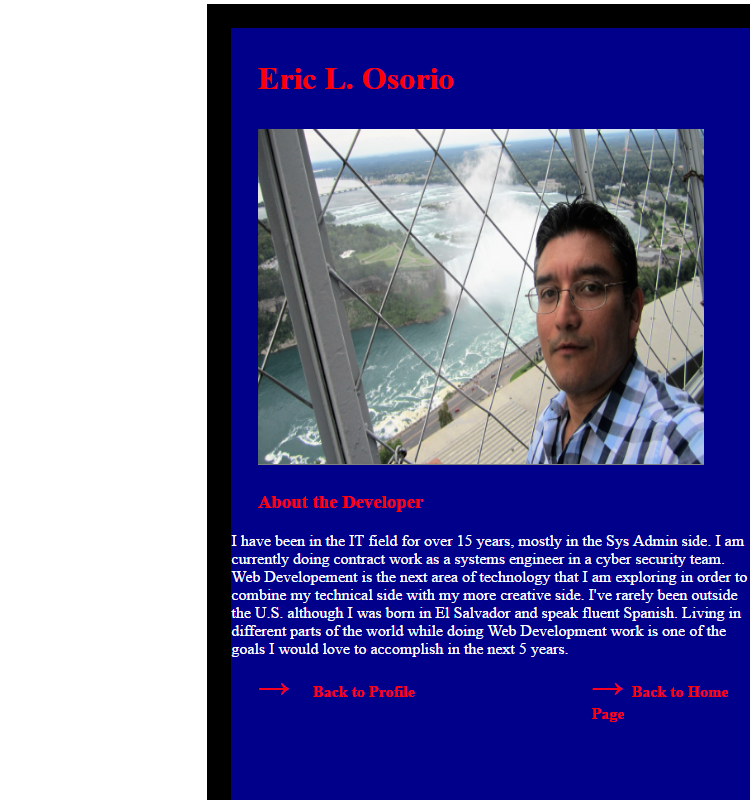 Eric L. Osorio
About the Developer
I have been in the IT field for over 15 years, mostly in the Sys Admin side. I am
currently doing contract work as a systems engineer in a cyber security team.
Web Developement is the next area of technology that I am exploring in order to
combine my technical side with my more creative side. I've rarely been outside
the U.S. although I was born in El Salvador and speak fluent Spanish. Living in
different parts of the world while doing Web Development work is one of the
goals I would love to accomplish in the next 5 years.
→ Back to Profile
→ Back to Home
Page